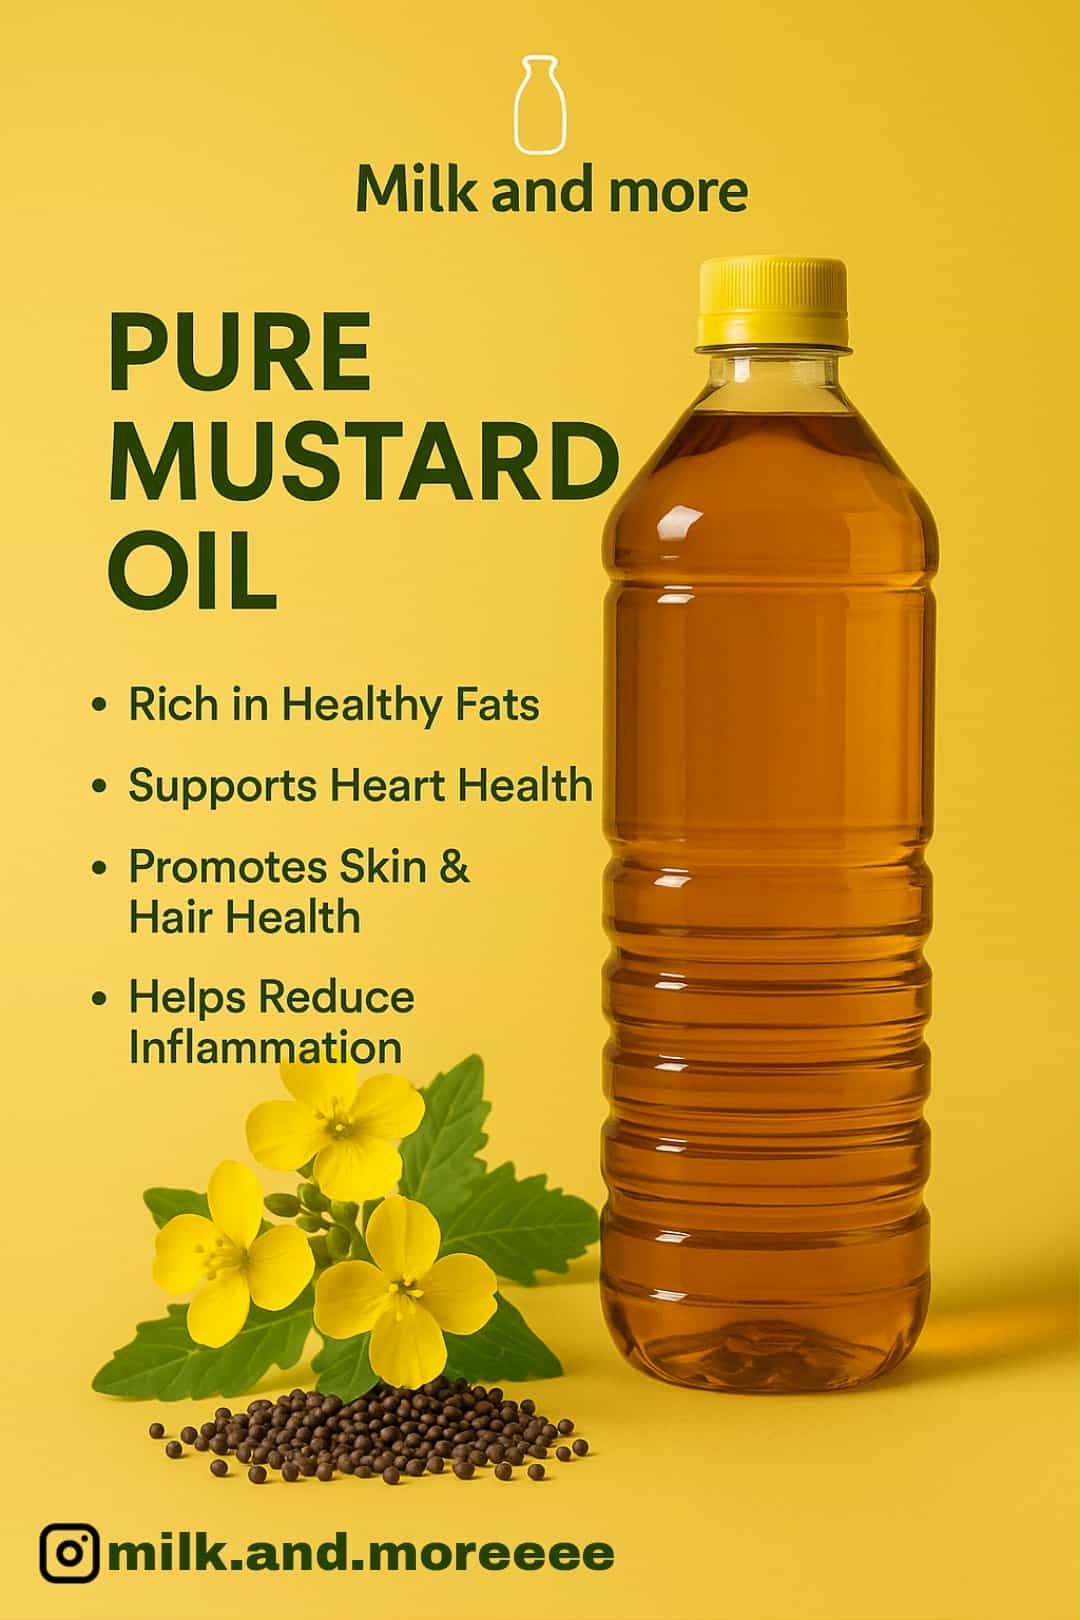 Milk and more
PURE
MUSTARD
OIL
• Rich in Healthy Fats
• Supports Heart Health
• Promotes Skin &
Hair Health
• Helps Reduce
Inflammation
milk.and.moreeee